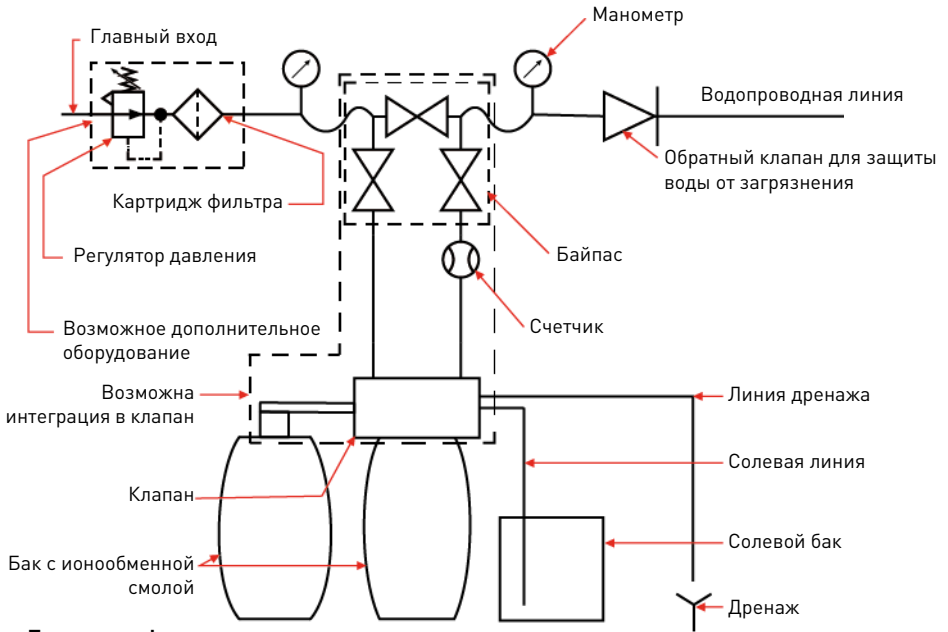 Манометр
Главный вход
Водопроводная линия
Обратный клапан для защиты
воды от загрязнения
Картридж фильтра
Регулятор давления
Байпас
Счетчик
Возможное дополнительное
оборудование
Возможна
интеграция в клапан
Линия дренажа
Солевая линия
Клапан
Солевой бак
Бак с ионообменной
смолой
Дренаж